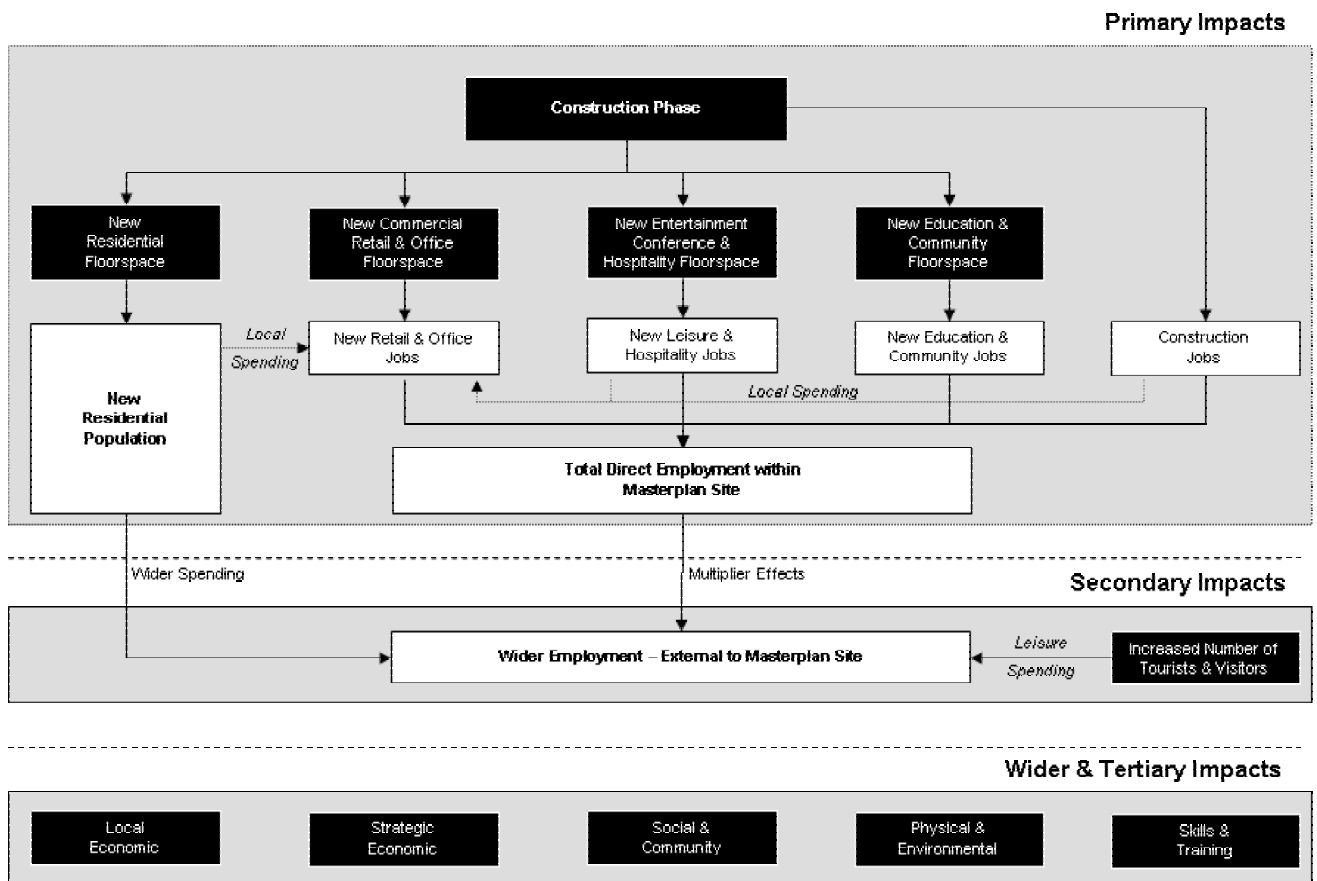 Primary Impacts
Construction Phase
New
Residential
Floorspace
New Commercial
Retail & Office
Floorspace
New Entertainment
Conference &
Hospitality Floorspace
New Education &
Community
Floorspace
New
Residential
Population
Local
Spending
New Retail & Office
Jobs
New Leisure &
Hospitality Jobs
New Education &
Community Jobs
Construction
Jobs
Local Spending
Total Direct Employment within
Masterplan Site
Wider Spending
Multiplier Effects
Secondary Impacts
Wider Employment – External to Masterplan Site
Leisure
Spending
Increased Number of
Tourists & Visitors
Wider & Tertiary Impacts
Local
Economic
Strategic
Economic
Social &
Community
Physical &
Environmental
Skills &
Training